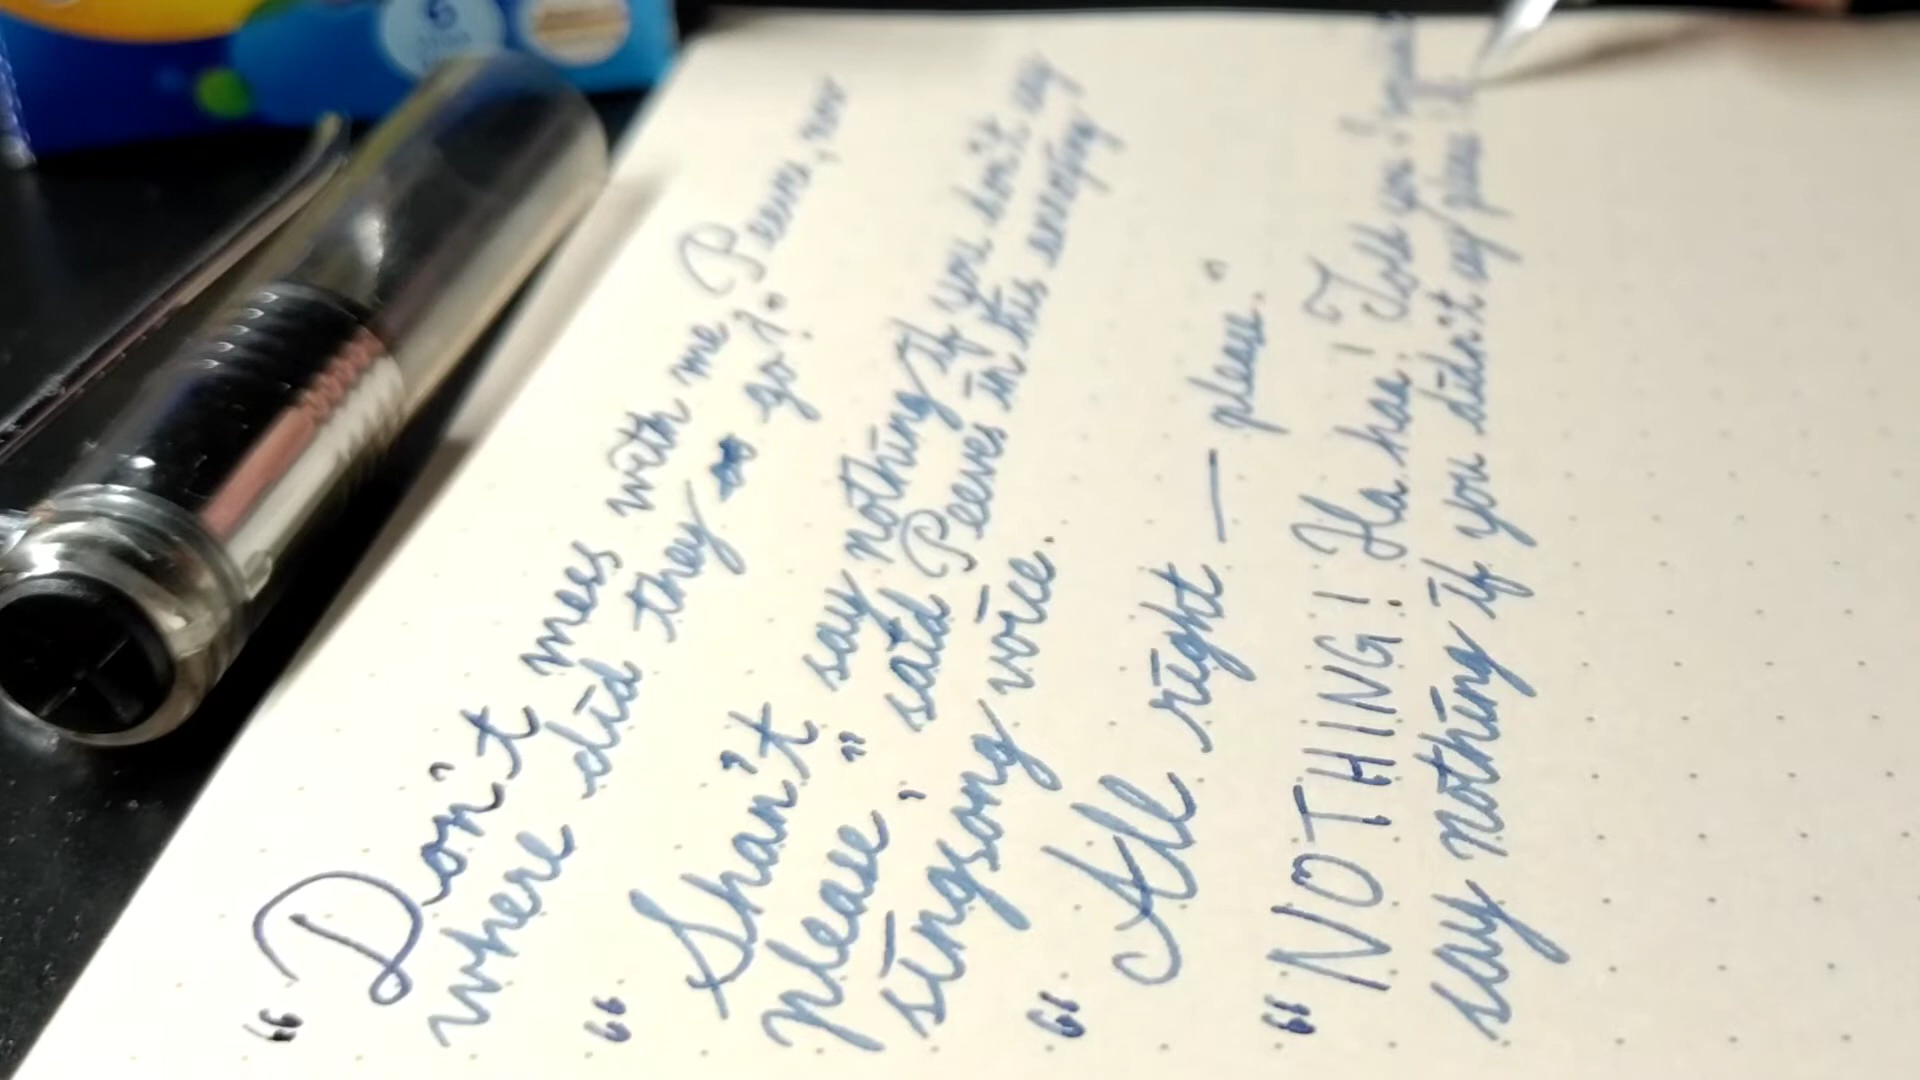 "Don't mess with me, Peeves, now
where did they go?"
"Shan't say nothing if you don't say
please," said Peeves in his annoying
singsong voice.
"All right — please."
"NOTHING! Ha haa! Told you I
say nothing if you didn't say please!
6